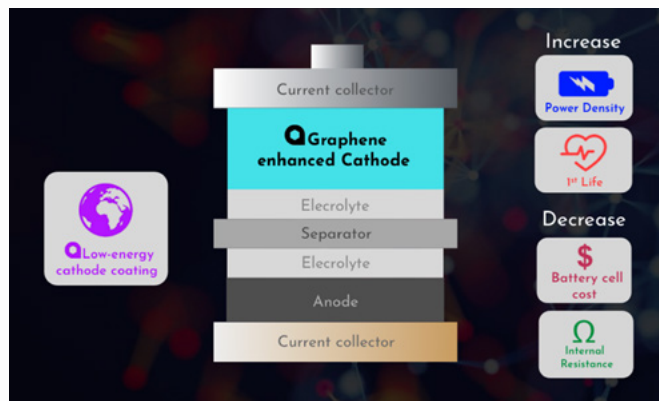 Increase
Current collector
Power Density
Graphene
enhanced Cathode
1st Life
Elecrolyte
Low-energy
cathode coating
Separator
Decrease
Elecrolyte
$
Battery cell
cost
Anode
Current collector
Ω
Internal
Resistance